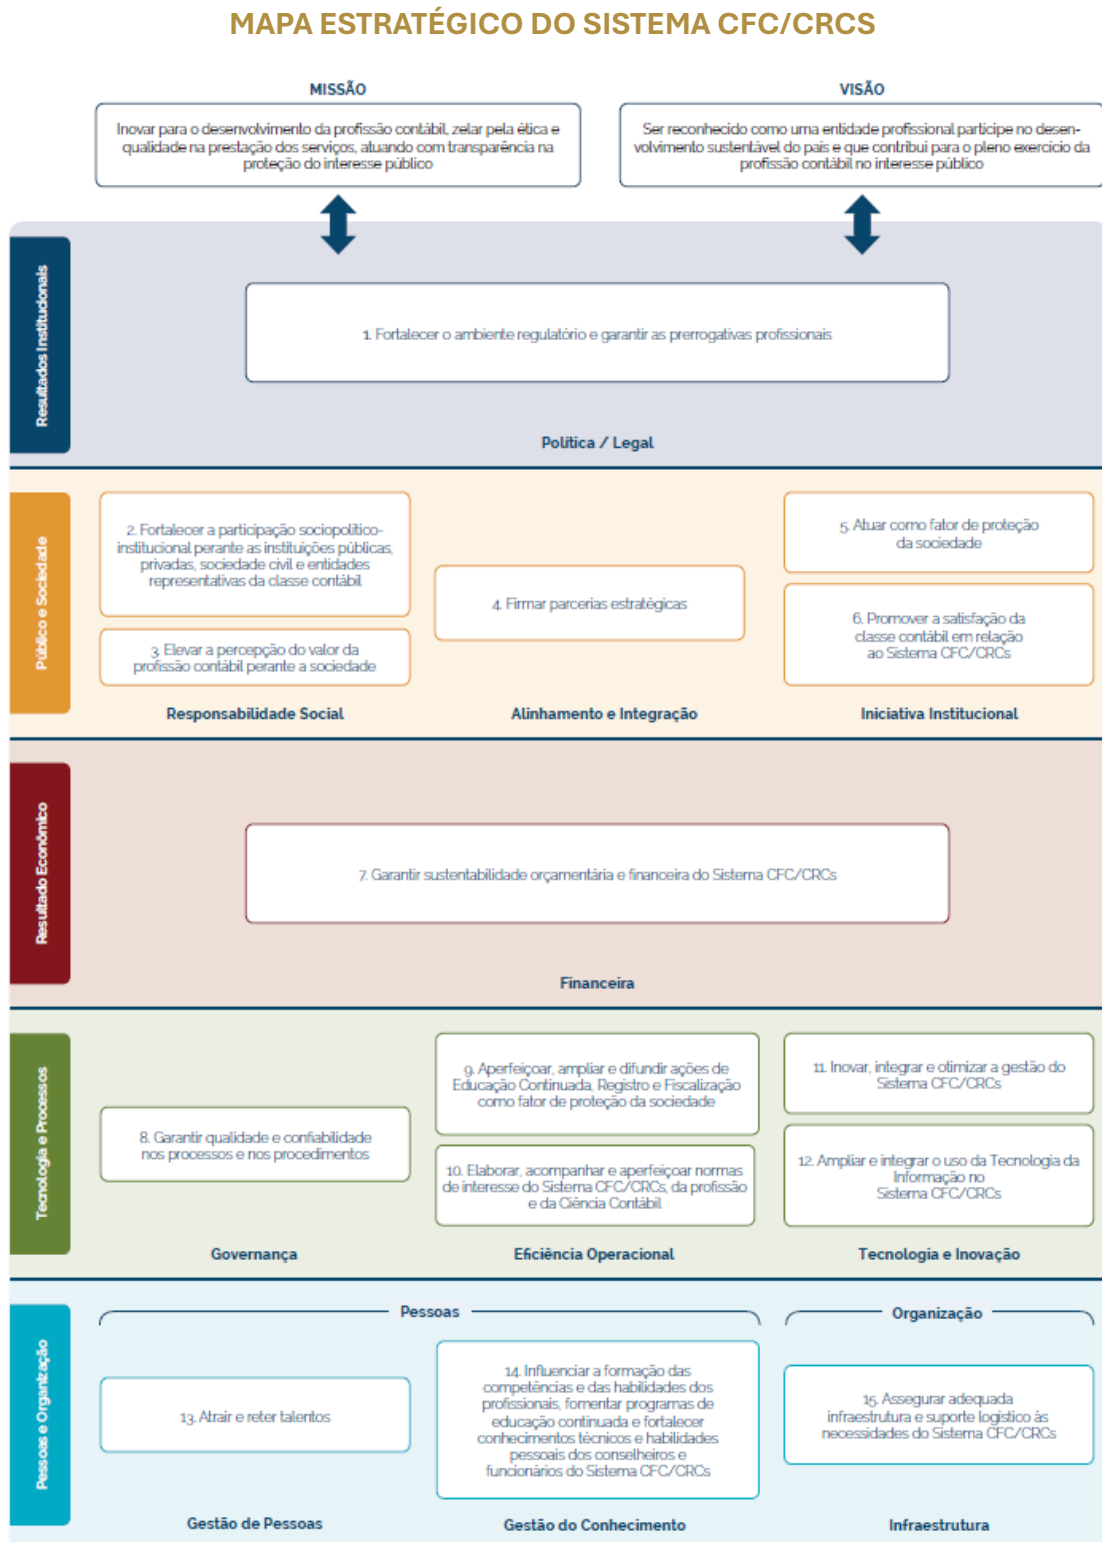 MAPA ESTRATÉGICO DO SISTEMA CFC/CRCS
MISSÃO
Inovar para o desenvolvimento da profissão contábil, zelar pela ética e
qualidade na prestação dos serviços, atuando com transparência na
proteção do interesse público
VISÃO
Ser reconhecido como uma entidade profissional partícipe no desen-
volvimento sustentável do país e que contribui para o pleno exercício da
profissão contábil no interesse público
Resultados Institucionais
1. Fortalecer o ambiente regulatório e garantir as prerrogativas profissionais
Política / Legal
Público e Sociedade
2. Fortalecer a participação sociopolítico-
institucional perante as instituições públicas,
privadas, sociedade civil e entidades
representativas da classe contábil
3. Elevar a percepção do valor da
profissão contábil perante a sociedade
Responsabilidade Social
4. Firmar parcerias estratégicas
Alinhamento e Integração
5. Atuar como fator de proteção
da sociedade
6. Promover a satisfação da
classe contábil em relação
ao Sistema CFC/CRCs
Iniciativa Institucional
Resultado Econômico
7. Garantir sustentabilidade orçamentária e financeira do Sistema CFC/CRCs
Financeira
Tecnologia e Processos
8. Garantir qualidade e confiabilidade
nos processos e nos procedimentos
Governança
9. Aperfeiçoar, ampliar e difundir ações de
Educação Continuada, Registro e Fiscalização
como fator de proteção da sociedade
10. Elaborar, acompanhar e aperfeiçoar normas
de interesse do Sistema CFC/CRCs, da profissão
e da Ciência Contábil
Eficiência Operacional
11. Inovar, integrar e otimizar a gestão do
Sistema CFC/CRCs
12. Ampliar e integrar o uso da Tecnologia da
Informação no
Sistema CFC/CRCs
Tecnologia e Inovação
Pessoas e Organização
Pessoas
13. Atrair e reter talentos
Gestão de Pessoas
14. Influenciar a formação das
competências e das habilidades dos
profissionais, fomentar programas de
educação continuada e fortalecer
conhecimentos técnicos e habilidades
pessoais dos conselheiros e
funcionários do Sistema CFC/CRCs
Gestão do Conhecimento
Organização
15. Assegurar adequada
infraestrutura e suporte logístico às
necessidades do Sistema CFC/CRCs
Infraestrutura